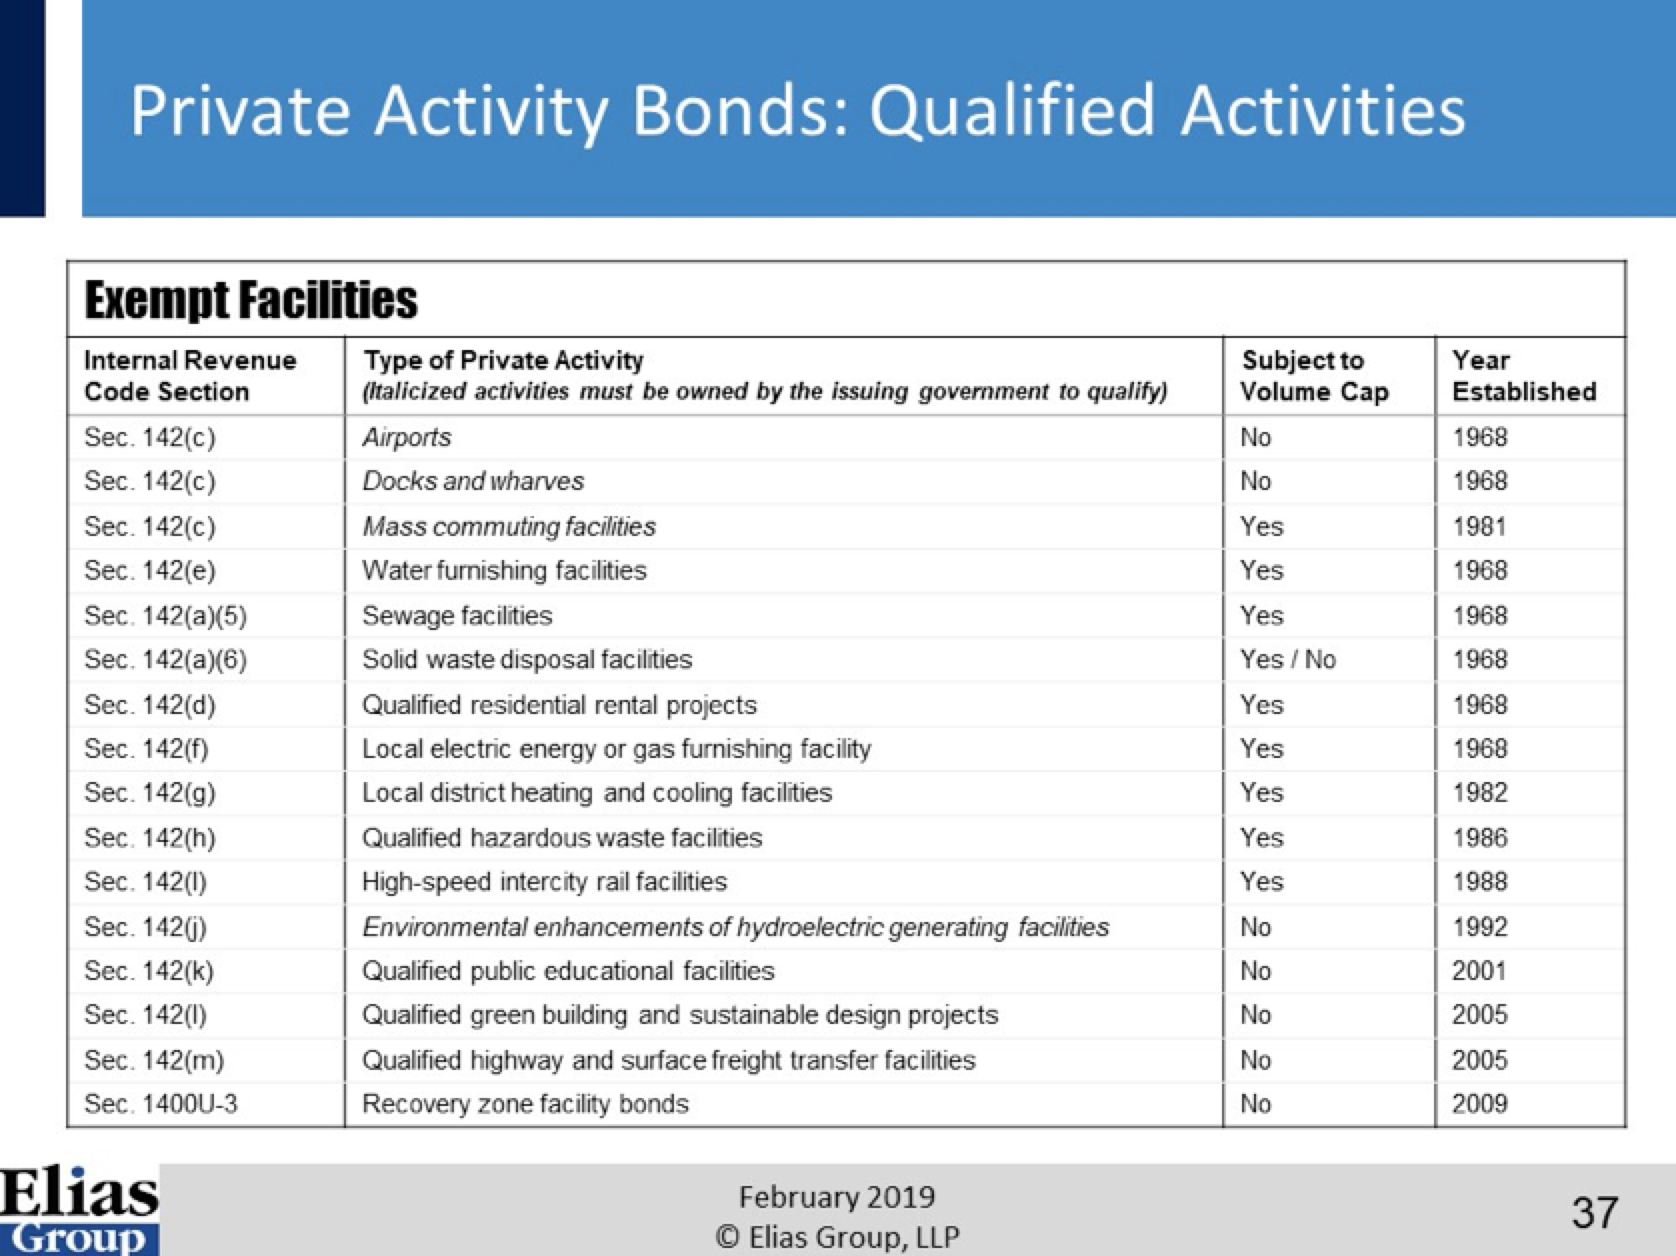 Private Activity Bonds: Qualified Activities
Exempt Facilities
Internal Revenue Code Section | Type of Private Activity (Italicized activities must be owned by the issuing government to qualify) | Subject to Volume Cap | Year Established
Sec. 142(c) | Airports | No | 1968
Sec. 142(c) | Docks and wharves | No | 1968
Sec. 142(c) | Mass commuting facilities | Yes | 1981
Sec. 142(e) | Water furnishing facilities | Yes | 1968
Sec. 142(a)(5) | Sewage facilities | Yes | 1968
Sec. 142(a)(6) | Solid waste disposal facilities | Yes / No | 1968
Sec. 142(d) | Qualified residential rental projects | Yes | 1968
Sec. 142(f) | Local electric energy or gas furnishing facility | Yes | 1968
Sec. 142(g) | Local district heating and cooling facilities | Yes | 1982
Sec. 142(h) | Qualified hazardous waste facilities | Yes | 1986
Sec. 142(l) | High-speed intercity rail facilities | Yes | 1988
Sec. 142(j) | Environmental enhancements of hydroelectric generating facilities | No | 1992
Sec. 142(k) | Qualified public educational facilities | No | 2001
Sec. 142(l) | Qualified green building and sustainable design projects | No | 2005
Sec. 142(m) | Qualified highway and surface freight transfer facilities | No | 2005
Sec. 1400U-3 | Recovery zone facility bonds | No | 2009
Elias
Group
February 2019
© Elias Group, LLP
37